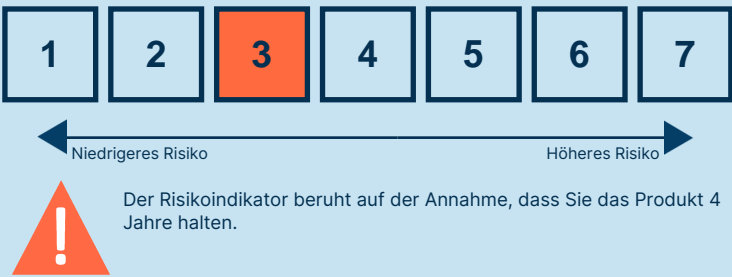 1 2 3 4 5 6 7
Niedrigeres Risiko Höheres Risiko
Der Risikoindikator beruht auf der Annahme, dass Sie das Produkt 4
Jahre halten.
!